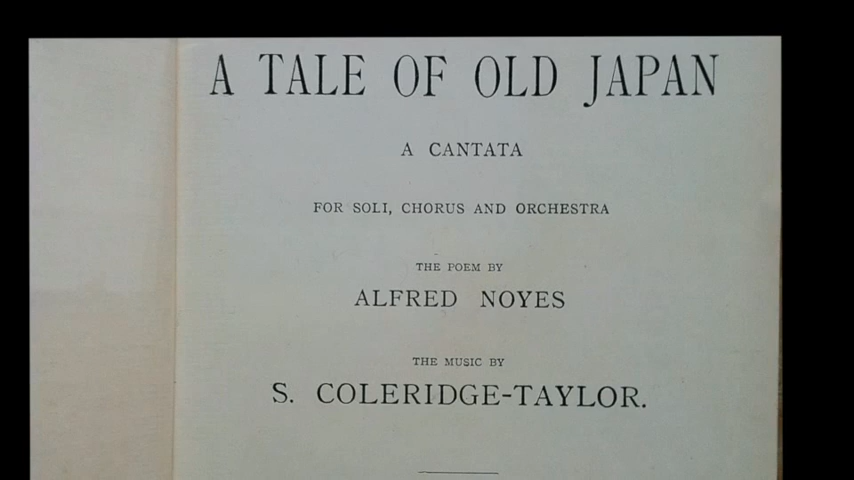 A TALE OF OLD JAPAN
A CANTATA
FOR SOLI, CHORUS AND ORCHESTRA
THE POEM BY
ALFRED NOYES
THE MUSIC BY
S. COLERIDGE-TAYLOR.